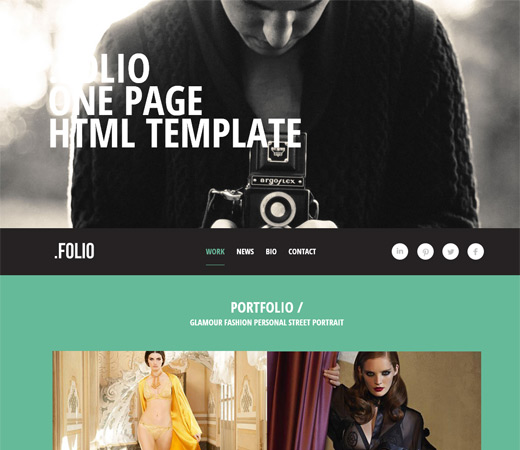 .FOLIO
ONE PAGE
HTML TEMPLATE
argoflex
.FOLIO
WORK NEWS BIO CONTACT
in
f
PORTFOLIO /
GLAMOUR FASHION PERSONAL STREET PORTRAIT